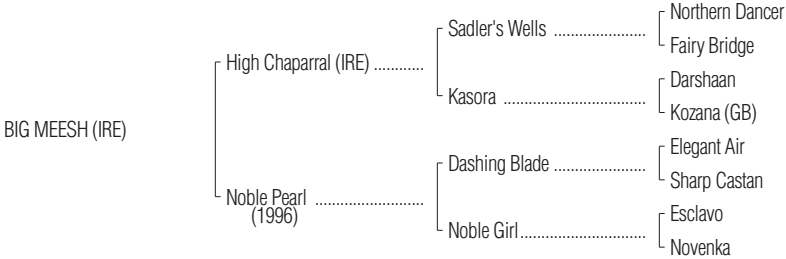 Northern Dancer
Sadler's Wells ......................
Fairy Bridge
High Chaparral (IRE) ............
Darshaan
Kasora ...................................
Kozana (GB)
BIG MEESH (IRE)
Elegant Air
Dashing Blade ......................
Sharp Castan
Noble Pearl ..........................
(1996)
Esclavo
Noble Girl ..............................
Novenka